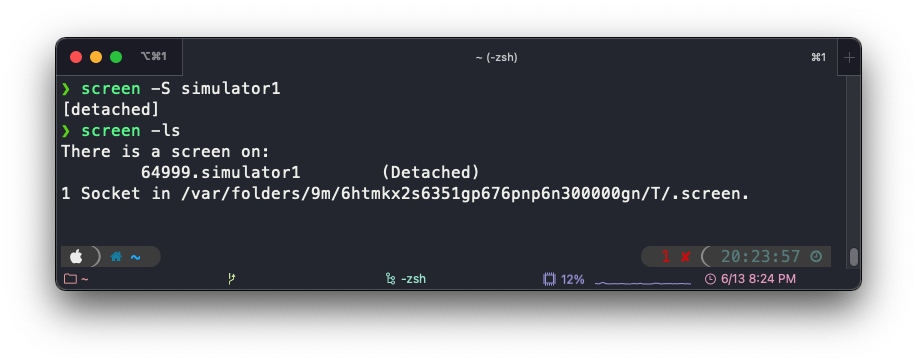 ⌥⌘1 ~ (-zsh) ⌘1 +
❯ screen -S simulator1
[detached]
❯ screen -ls
There is a screen on:
64999.simulator1 (Detached)
1 Socket in /var/folders/9m/6htmkx2s6351gp676pnp6n300000gn/T/.screen.
~ 1 ✘ 20:23:57
~ -zsh 12% 6/13 8:24 PM